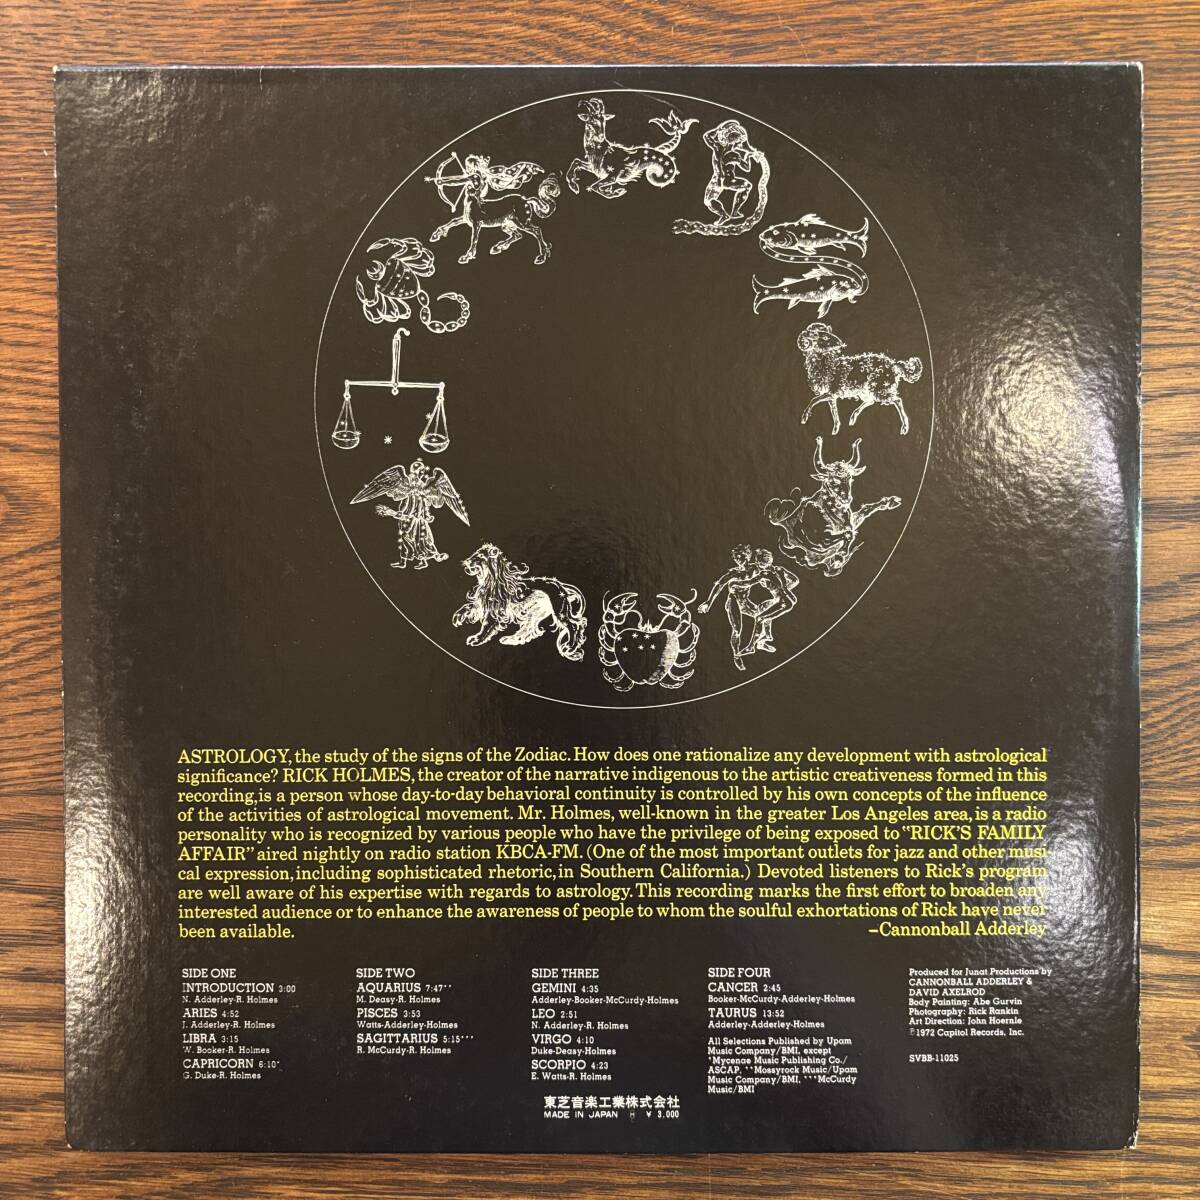 ASTROLOGY, the study of the signs of the Zodiac. How does one rationalize any development with astrological
significance? RICK HOLMES, the creator of the narrative indigenous to the artistic creativeness formed in this
recording, is a person whose day-to-day behavioral continuity is controlled by his own concepts of the influence
of the activities of astrological movement. Mr. Holmes, well-known in the greater Los Angeles area, is a radio
personality who is recognized by various people who have the privilege of being exposed to "RICK'S FAMILY
AFFAIR" aired nightly on radio station KBCA-FM. (One of the most important outlets for jazz and other musi-
cal expression, including sophisticated rhetoric, in Southern California.) Devoted listeners to Rick's program
are well aware of his expertise with regards to astrology. This recording marks the first effort to broaden any
interested audience or to enhance the awareness of people to whom the soulful exhortations of Rick have never
been available.
–Cannonball Adderley
SIDE ONE
INTRODUCTION 3:00
N. Adderley-R. Holmes
ARIES 4:52
J. Adderley-R. Holmes
LIBRA 3:15
W. Booker-R. Holmes
CAPRICORN 6:10*
G. Duke-R. Holmes
SIDE TWO
AQUARIUS 7:47**
M. Deasy-R. Holmes
PISCES 3:53
Watts-Adderley-Holmes
SAGITTARIUS 5:15***
R. McCurdy-R. Holmes
SIDE THREE
GEMINI 4:35
Adderley-Booker-McCurdy-Holmes
LEO 2:51
N. Adderley-R. Holmes
VIRGO 4:10
Duke-Deasy-Holmes
SCORPIO 4:23
E. Watts-R. Holmes
SIDE FOUR
CANCER 2:45
Booker-McCurdy-Adderley-Holmes
TAURUS 13:52
Adderley-Adderley-Holmes
All Selections Published by Upam
Music Company/BMI, except
*Mycenae Music Publishing Co./
ASCAP, **Mossyrock Music/Upam
Music Company/BMI, ***McCurdy
Music/BMI
Produced for Junat Productions by
CANNONBALL ADDERLEY &
DAVID AXELROD
Body Painting: Abe Gurvin
Photography: Rick Rankin
Art Direction: John Hoernle
℗1972 Capitol Records, Inc.
SVBB-11025
東芝音楽工業株式会社
MADE IN JAPAN H ¥ 3,000